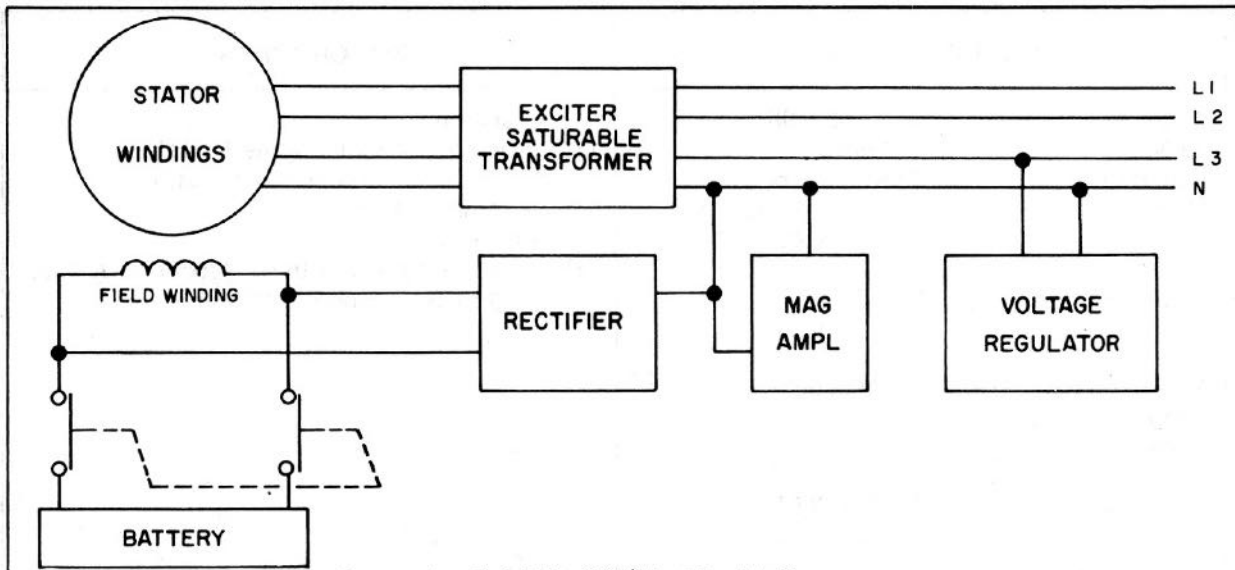 STATOR
WINDINGS
EXCITER
SATURABLE
TRANSFORMER
L1
L2
L3
N
FIELD WINDING
RECTIFIER
MAG
AMPL
VOLTAGE
REGULATOR
BATTERY